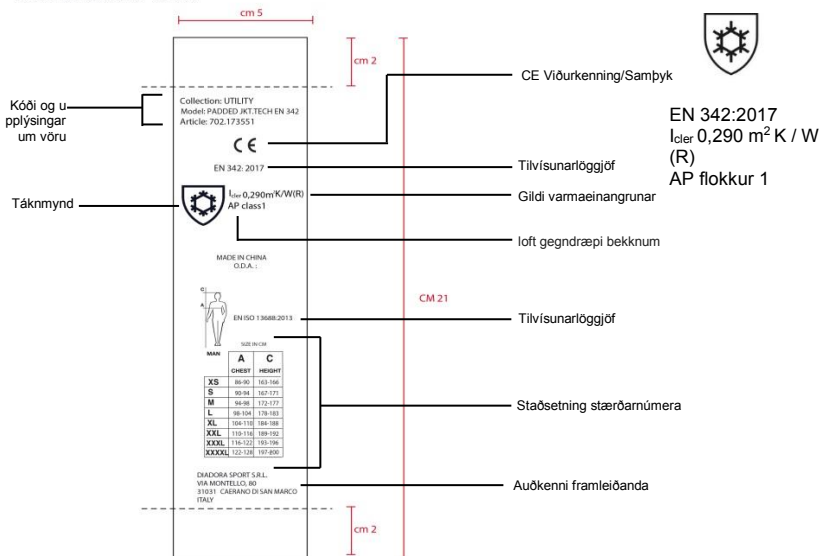 cm 5
cm 2
CE Viðurkenning/Samþyk
Kóði og u
pplýsingar
um vöru
Collection: UTILITY
Model: PADDED JKT.TECH EN 342
Article: 702.173551
CE
EN 342: 2017
Tilvísunarlöggjöf
EN 342:2017
Icler 0,290 m² K / W
(R)
AP flokkur 1
Táknmynd
Icler 0,290m²K/W(R)
AP class1
Gildi varmaeinangrunar
loft gegndræpi bekknum
MADE IN CHINA
O.D.A. :
CM 21
C
A
EN ISO 13688:2013
Tilvísunarlöggjöf
MAN
SIZE IN CM
A C
CHEST HEIGHT
XS 86-90 163-166
S 90-94 167-171
M 94-98 172-177
L 98-104 178-183
XL 104-110 184-188
XXL 110-116 189-192
XXXL 116-122 193-196
XXXXL 122-128 197-800
Staðsetning stærðarnúmera
DIADORA SPORT S.R.L.
VIA MONTELLO, 80
31031 CAERANO DI SAN MARCO
ITALY
Auðkenni framleiðanda
cm 2